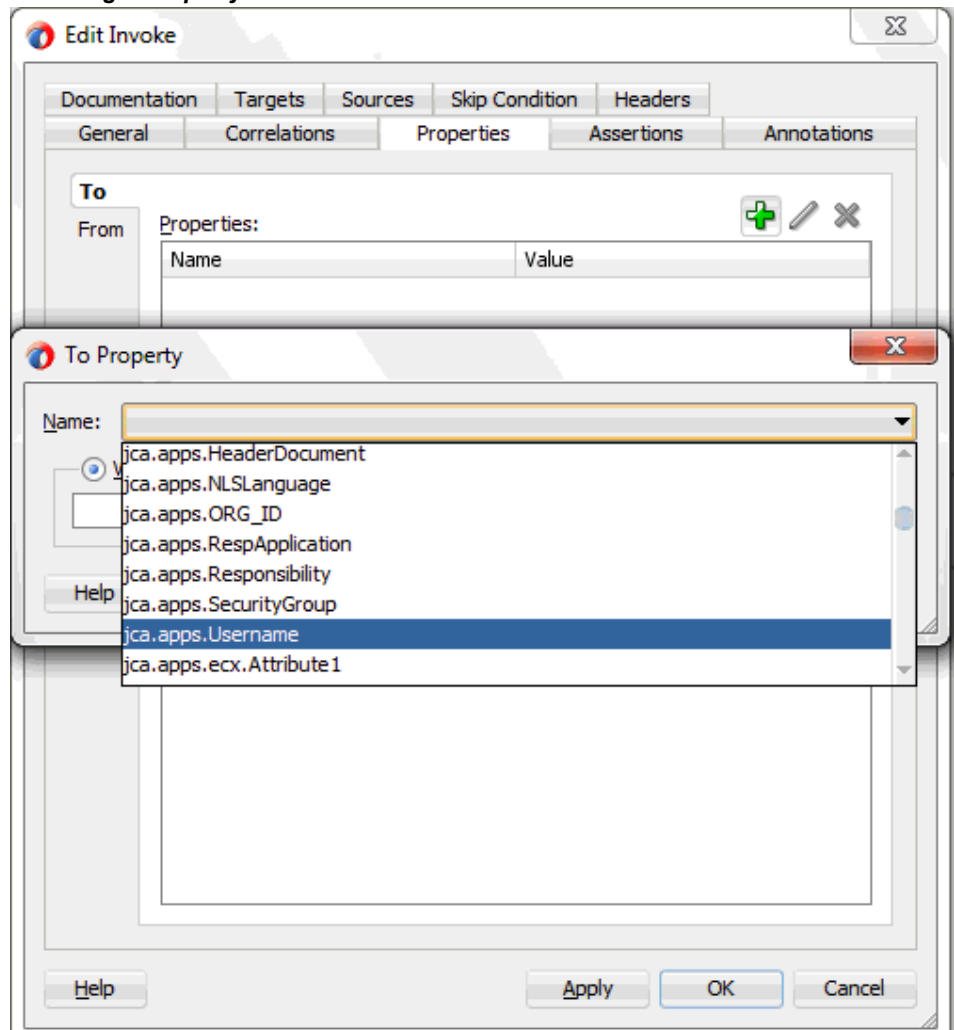 Edit Invoke
Documentation Targets Sources Skip Condition Headers
General Correlations Properties Assertions Annotations
To
From
Properties:
Name Value
To Property
Name:
jca.apps.HeaderDocument
jca.apps.NLSLanguage
jca.apps.ORG_ID
jca.apps.RespApplication
jca.apps.Responsibility
Help
jca.apps.SecurityGroup
jca.apps.Username
jca.apps.ecx.Attribute1
Help Apply OK Cancel